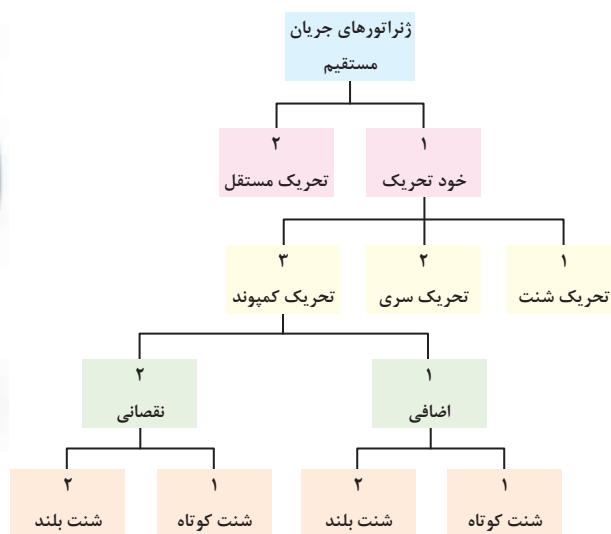 ژنراتورهای جریان
مستقیم
۱
خود تحریک
۲
تحریک مستقل
۱
تحریک شنت
۲
تحریک سری
۳
تحریک کمپوند
۱
اضافی
۲
نقصانی
۱
شنت کوتاه
۲
شنت بلند
۱
شنت کوتاه
۲
شنت بلند